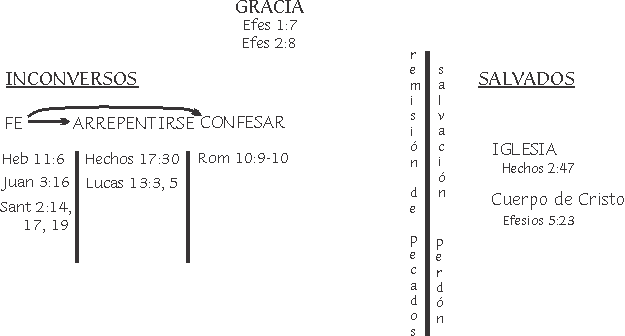 GRACIA
Efes 1:7
Efes 2:8
INCONVERSOS
FE
ARREPENTIRSE
CONFESAR
Heb 11:6
Juan 3:16
Sant 2:14,
17, 19
Hechos 17:30
Lucas 13:3, 5
Rom 10:9-10
remisión de pecados
salvación perdón
SALVADOS
IGLESIA
Hechos 2:47
Cuerpo de Cristo
Efesios 5:23